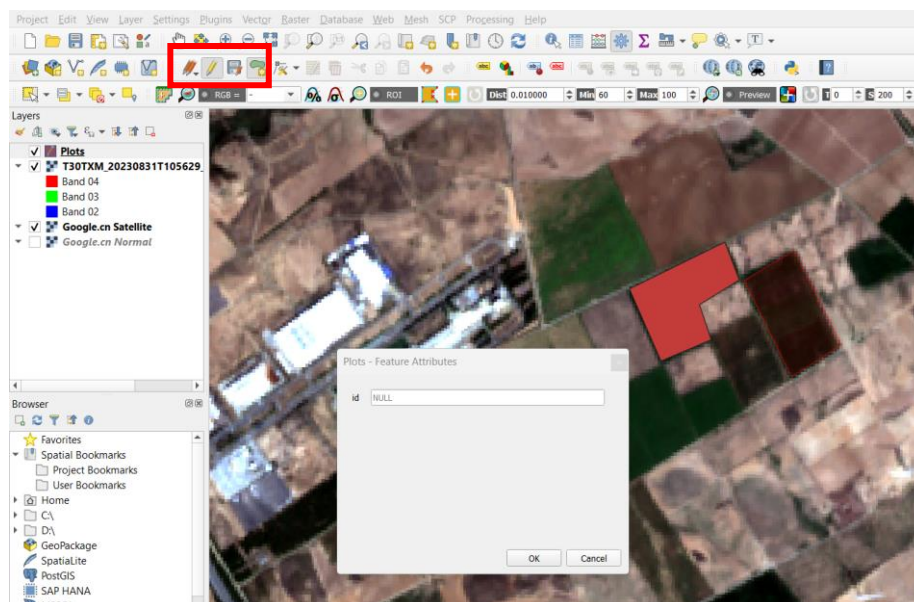 Project Edit View Layer Settings Plugins Vector Raster Database Web Mesh SCP Processing Help
RGB = -
ROI
Dist 0.010000 Min 60 Max 100
Preview
T 0 S 200
Layers
Plots
T30TXM_20230831T105629_
Band 04
Band 03
Band 02
Google.cn Satellite
Google.cn Normal
Plots - Feature Attributes
id NULL
OK Cancel
Browser
Favorites
Spatial Bookmarks
Project Bookmarks
User Bookmarks
Home
C:\
D:\
GeoPackage
SpatiaLite
PostGIS
SAP HANA